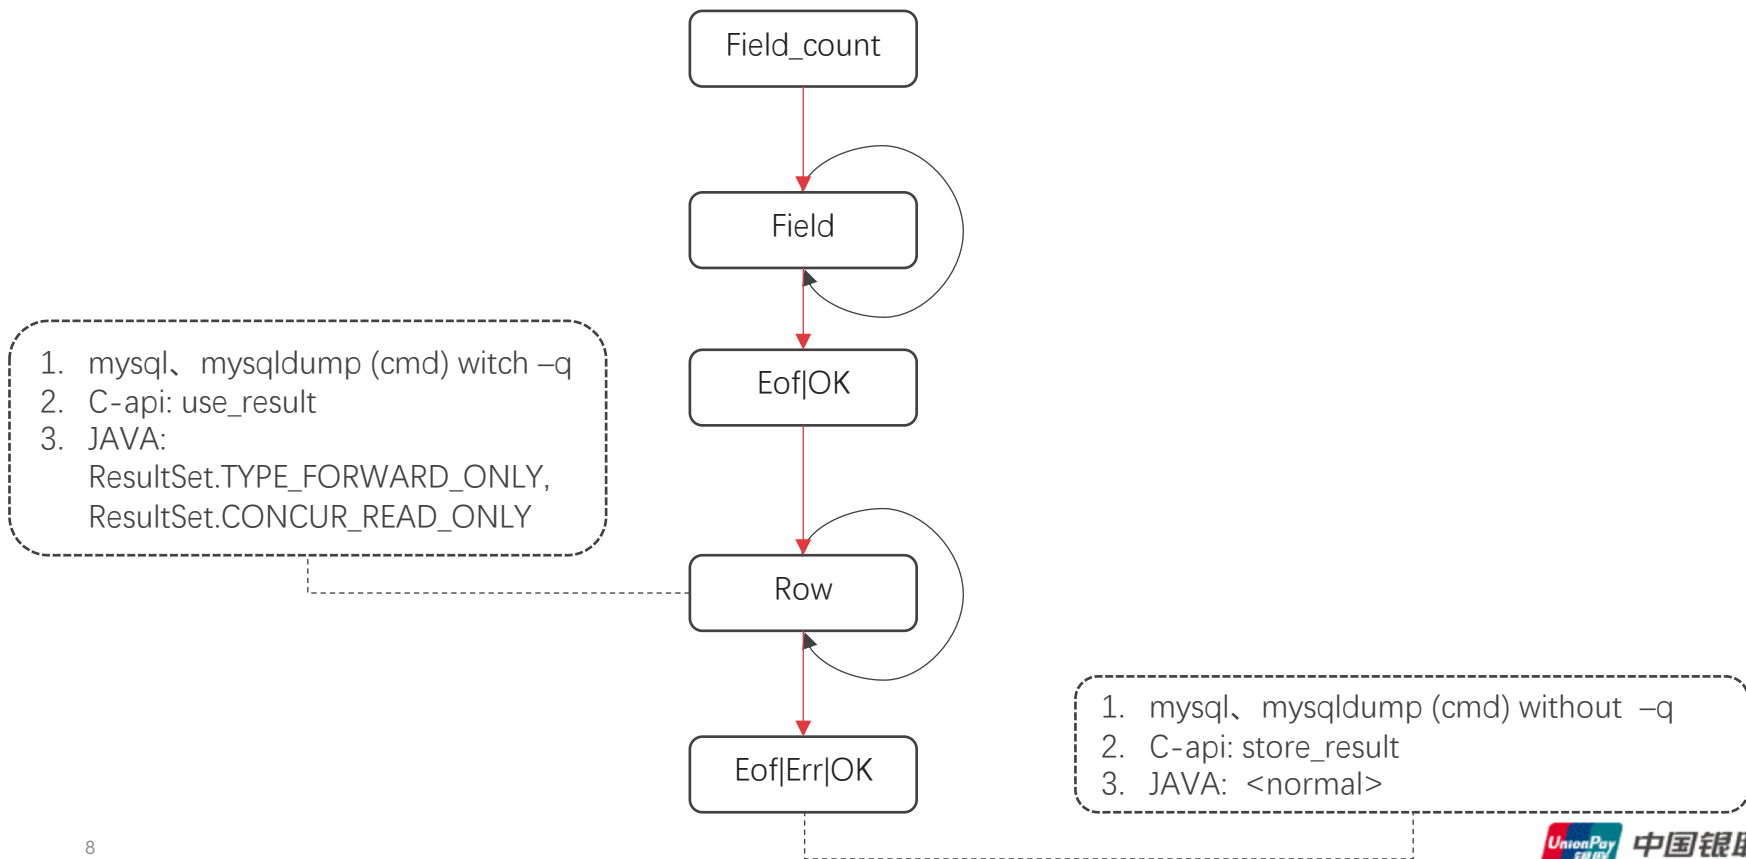 Field_count
Field
Eof|OK
1. mysql、mysqldump (cmd) witch –q
2. C-api: use_result
3. JAVA:
ResultSet.TYPE_FORWARD_ONLY,
ResultSet.CONCUR_READ_ONLY
Row
Eof|Err|OK
1. mysql、mysqldump (cmd) without –q
2. C-api: store_result
3. JAVA: <normal>
8
UnionPay
中国银